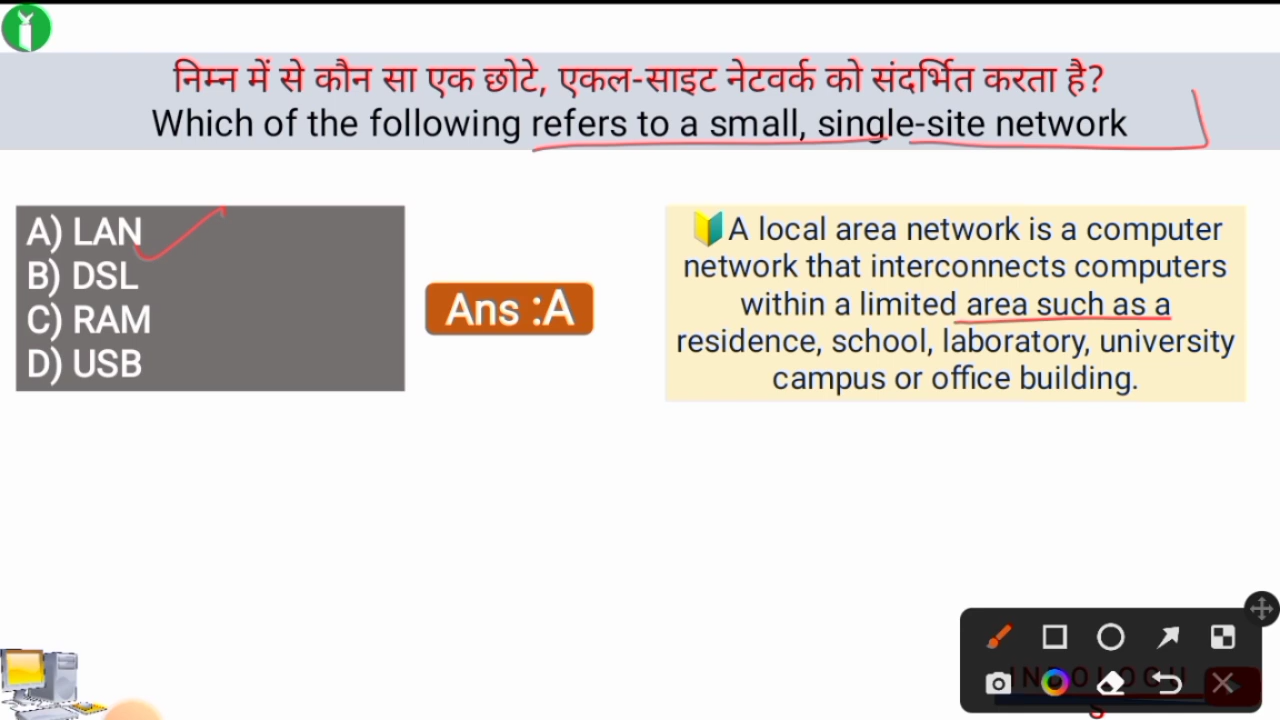 निम्न में से कौन सा एक छोटे, एकल-साइट नेटवर्क को संदर्भित करता है?
Which of the following refers to a small, single-site network
A) LAN
B) DSL
C) RAM
D) USB
Ans :A
A local area network is a computer
network that interconnects computers
within a limited area such as a
residence, school, laboratory, university
campus or office building.